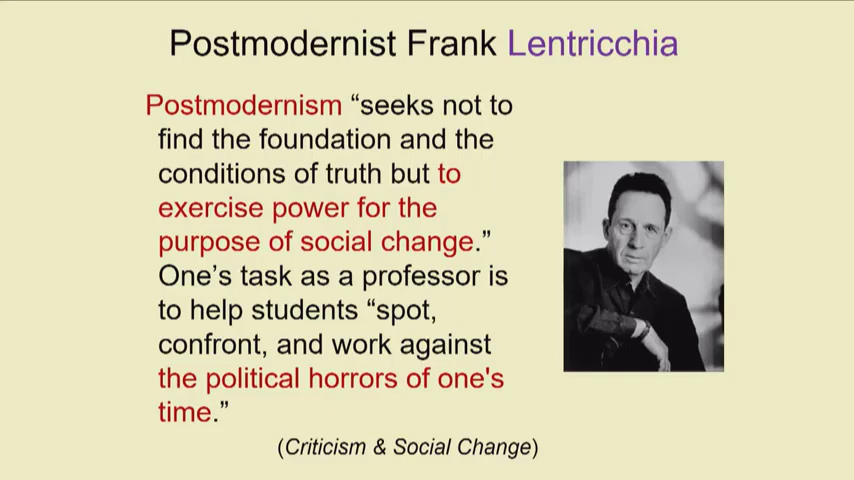 Postmodernist Frank Lentricchia
Postmodernism “seeks not to
find the foundation and the
conditions of truth but to
exercise power for the
purpose of social change.”
One’s task as a professor is
to help students “spot,
confront, and work against
the political horrors of one's
time.”
(Criticism & Social Change)